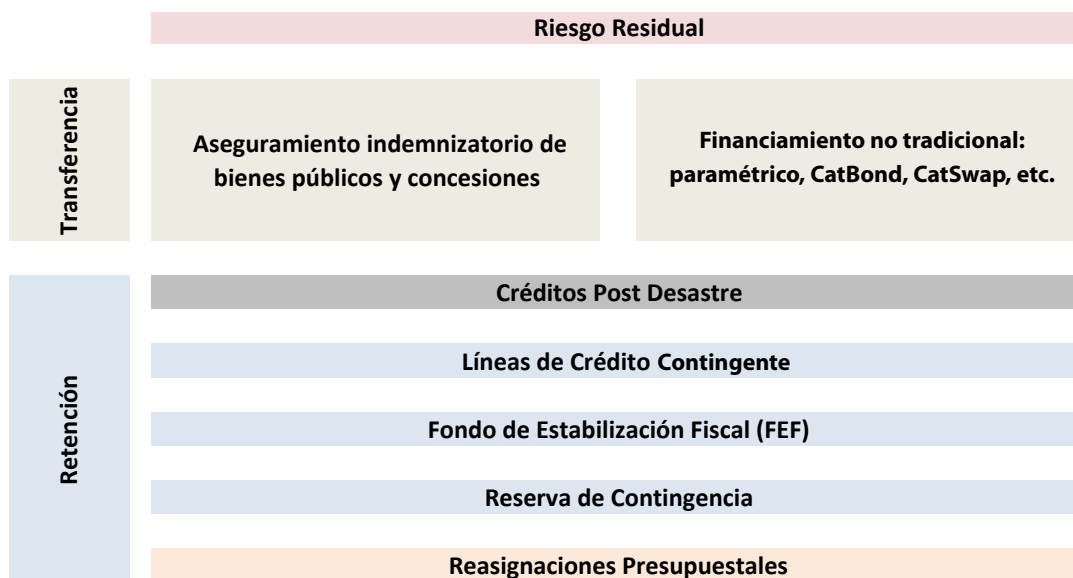 Riesgo Residual
Transferencia
Aseguramiento indemnizatorio de
bienes públicos y concesiones
Financiamiento no tradicional:
paramétrico, CatBond, CatSwap, etc.
Retención
Créditos Post Desastre
Líneas de Crédito Contingente
Fondo de Estabilización Fiscal (FEF)
Reserva de Contingencia
Reasignaciones Presupuestales